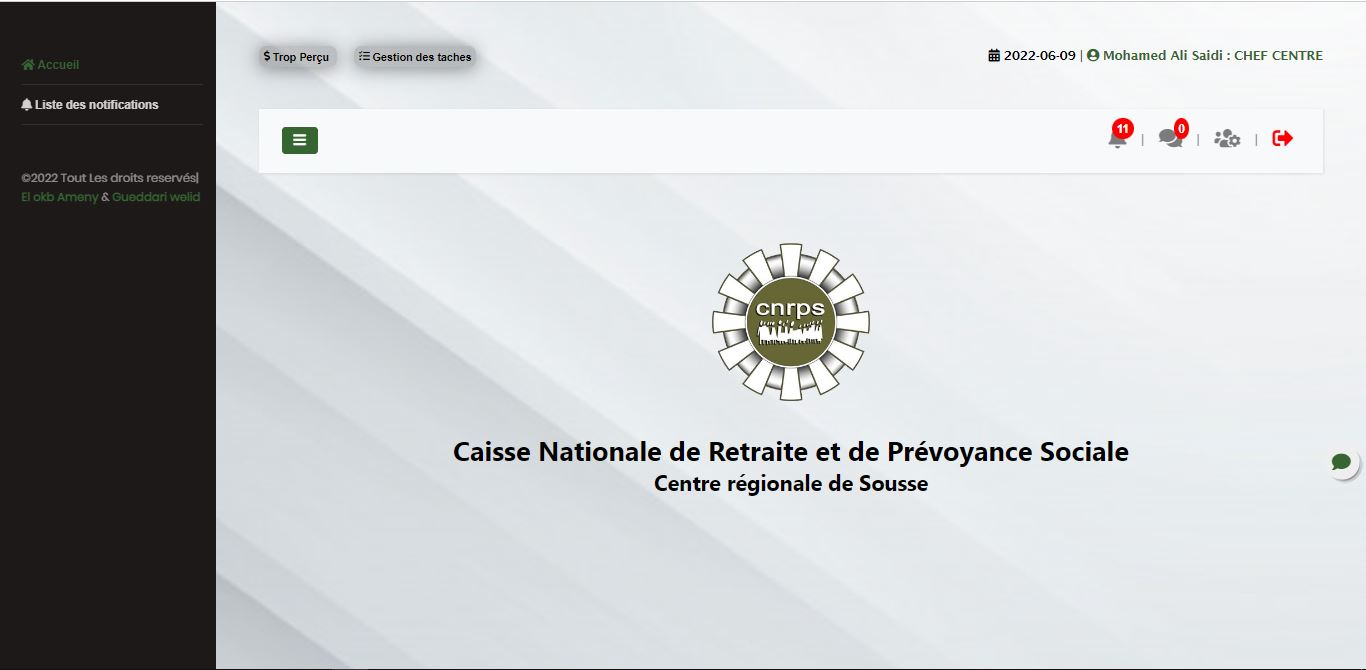 Accueil
Liste des notifications
©2022 Tout Les droits reservés|
El okb Ameny & Gueddari welid
$ Trop Perçu
Gestion des taches
2022-06-09 | Mohamed Ali Saidi : CHEF CENTRE
11 | 0 | |
cnrps
Caisse Nationale de Retraite et de Prévoyance Sociale
Centre régionale de Sousse